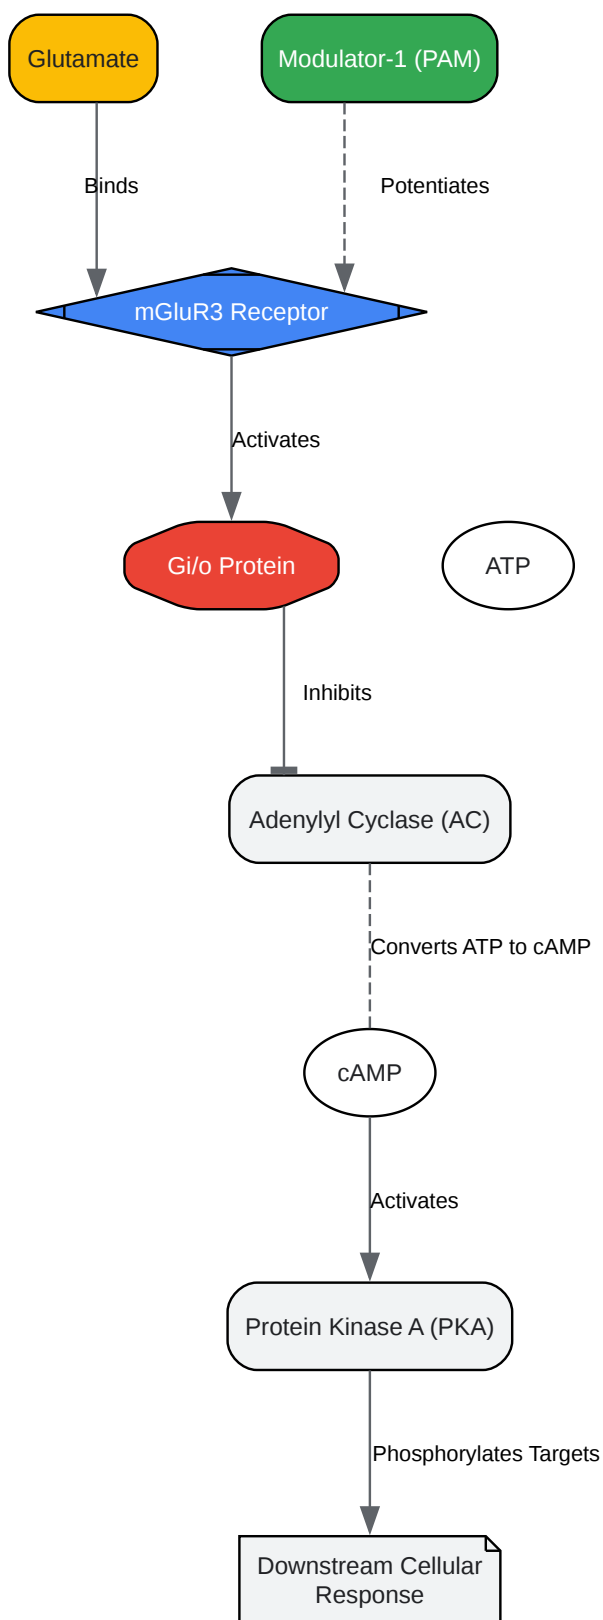 Glutamate
Modulator-1 (PAM)
Binds
Potentiates
mGluR3 Receptor
Activates
Gi/o Protein
ATP
Inhibits
Adenylyl Cyclase (AC)
Converts ATP to cAMP
cAMP
Activates
Protein Kinase A (PKA)
Phosphorylates Targets
Downstream Cellular
Response